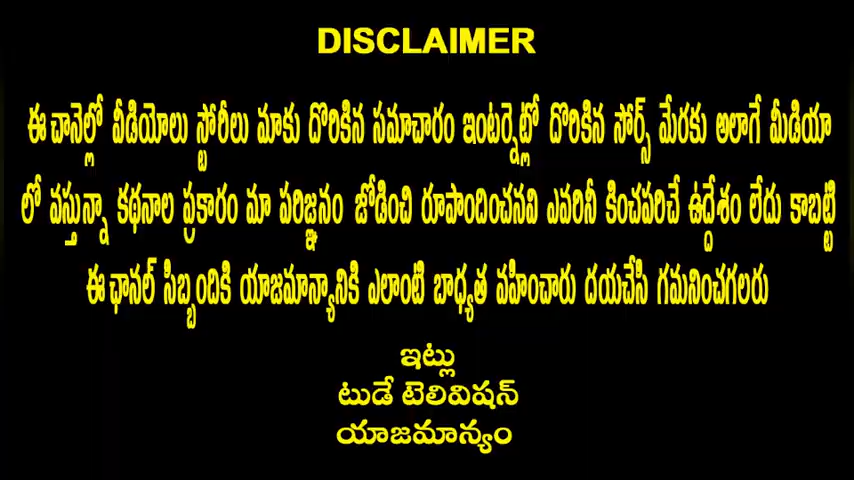 DISCLAIMER
ఈ చానెల్లో వీడియోలు స్టోరీలు మాకు దొరికిన సమాచారం ఇంటర్నెట్లో దొరికిన సోర్స్ మేరకు అలాగే మీడియా
లో వస్తున్నా కథనాల ప్రకారం మా పరిజ్ఞనం జోడించి రూపొందించనవి ఎవరినీ కించపరిచే ఉద్దేశం లేదు కాబట్టి
ఈ ఛానల్ సిబ్బందికి యాజమాన్యానికి ఎలాంటి బాధ్యత వహించారు దయచేసి గమనించగలరు
ఇట్లు
టుడే టెలివిషన్
యాజమాన్యం